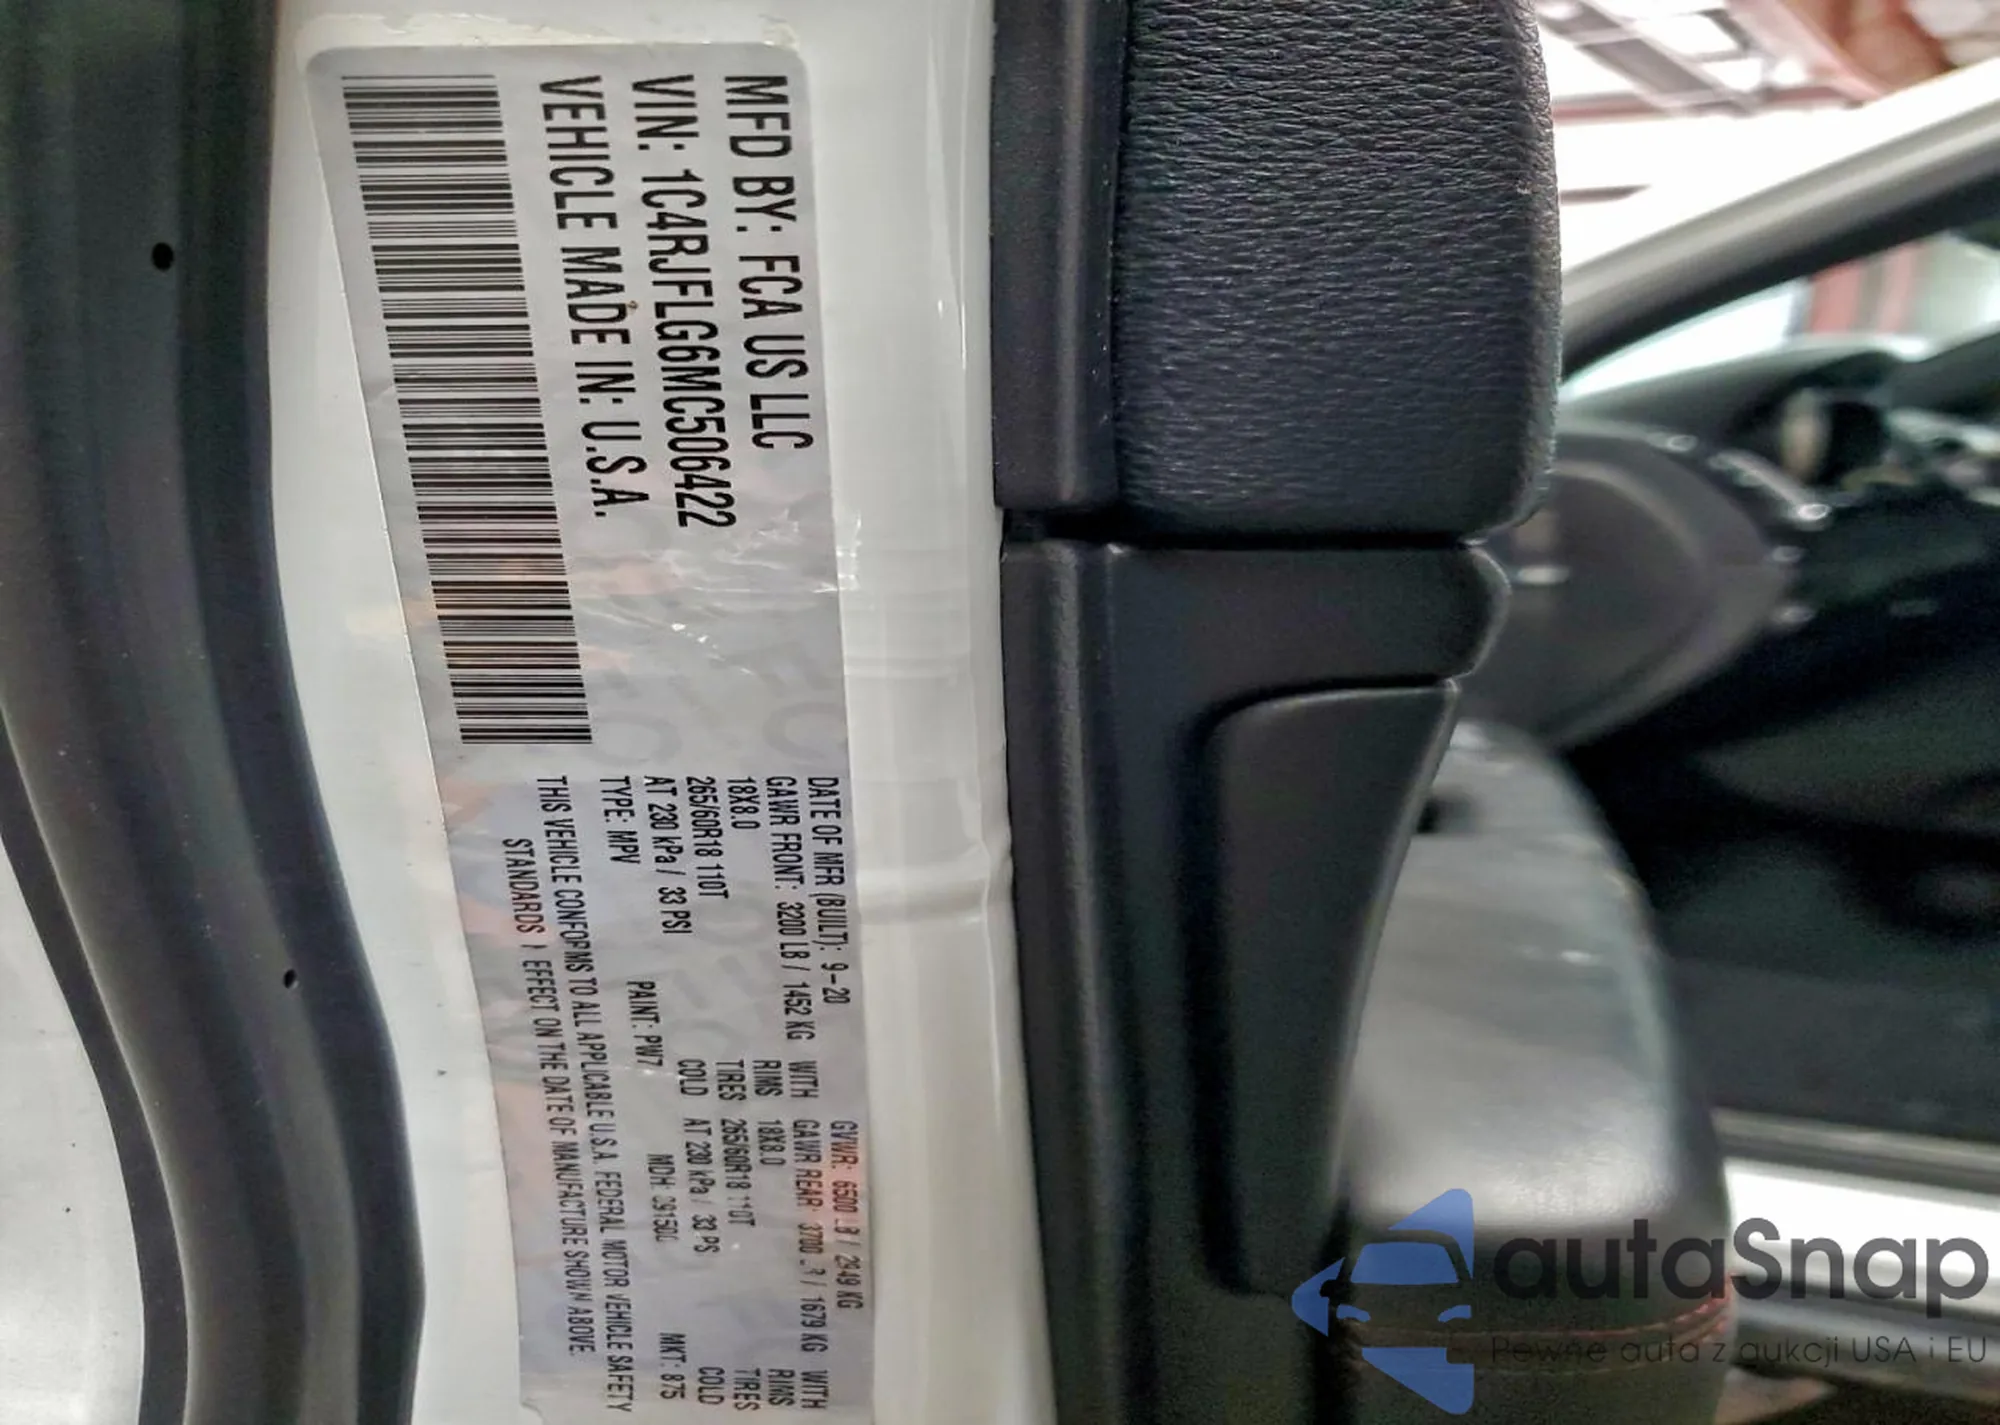 MFD BY: FCA US LLC
VIN: 1C4RJFLG6MC506422
VEHICLE MADE IN: U.S.A.
DATE OF MFR (BUILT): 9-20 GVWR: 6500 LB / 2949 KG
GAWR FRONT: 3200 LB / 1452 KG WITH GAWR REAR: 3700 LB / 1679 KG WITH
18X8.0 RIMS 18X8.0 RIMS
265/60R18 110T TIRES 265/60R18 110T TIRES
AT 230 kPa / 33 PSI COLD AT 230 kPa / 33 PSI COLD
TYPE: MPV PAINT: PW7 MDH: MKT: 875
THIS VEHICLE CONFORMS TO ALL APPLICABLE U.S.A. FEDERAL MOTOR VEHICLE SAFETY
STANDARDS IN EFFECT ON THE DATE OF MANUFACTURE SHOWN ABOVE.
autaSnap
Pewne auta z aukcji USA i EU